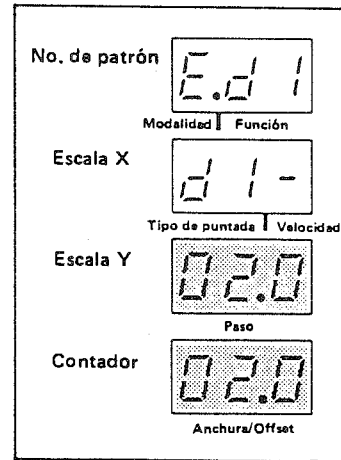 No. de patrón
E.d 1
Modalidad Función
Escala X
d 1 -
Tipo de puntada Velocidad
Escala Y
02.0
Paso
Contador
02.0
Anchura/Offset